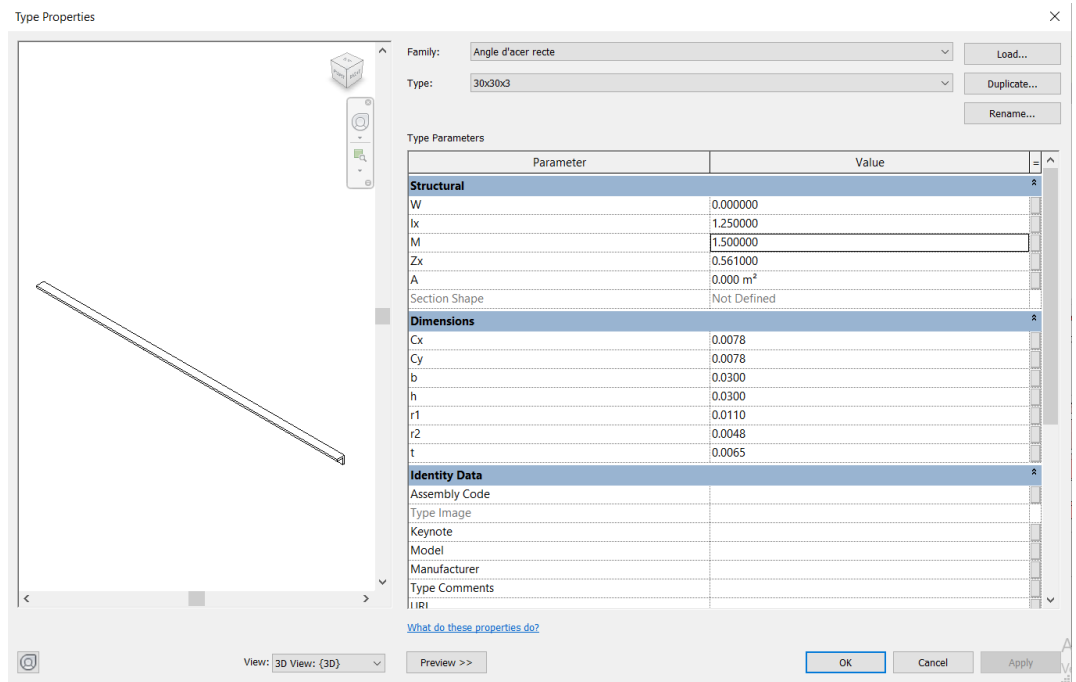 Type Properties
Family: Angle d'acer recte Load...
Type: 30x30x3 Duplicate...
Rename...
Type Parameters
Parameter Value =
Structural
W 0.000000
Ix 1.250000
M 1.500000
Zx 0.561000
A 0.000 m²
Section Shape Not Defined
Dimensions
Cx 0.0078
Cy 0.0078
b 0.0300
h 0.0300
r1 0.0110
r2 0.0048
t 0.0065
Identity Data
Assembly Code
Type Image
Keynote
Model
Manufacturer
Type Comments
URL
What do these properties do?
View: 3D View: {3D} Preview >> OK Cancel Apply